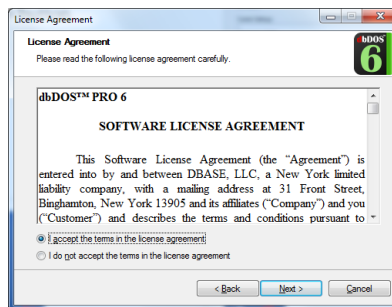 License Agreement
License Agreement
Please read the following license agreement carefully.
dbDOS
6
dbDOS™ PRO 6
SOFTWARE LICENSE AGREEMENT
This Software License Agreement (the “Agreement”) is
entered into by and between DBASE, LLC, a New York limited
liability company, with a mailing address at 31 Front Street,
Binghamton, New York 13905 and its affiliates (“Company”) and you
(“Customer”) and describes the terms and conditions pursuant to
I accept the terms in the license agreement
I do not accept the terms in the license agreement
< Back
Next >
Cancel